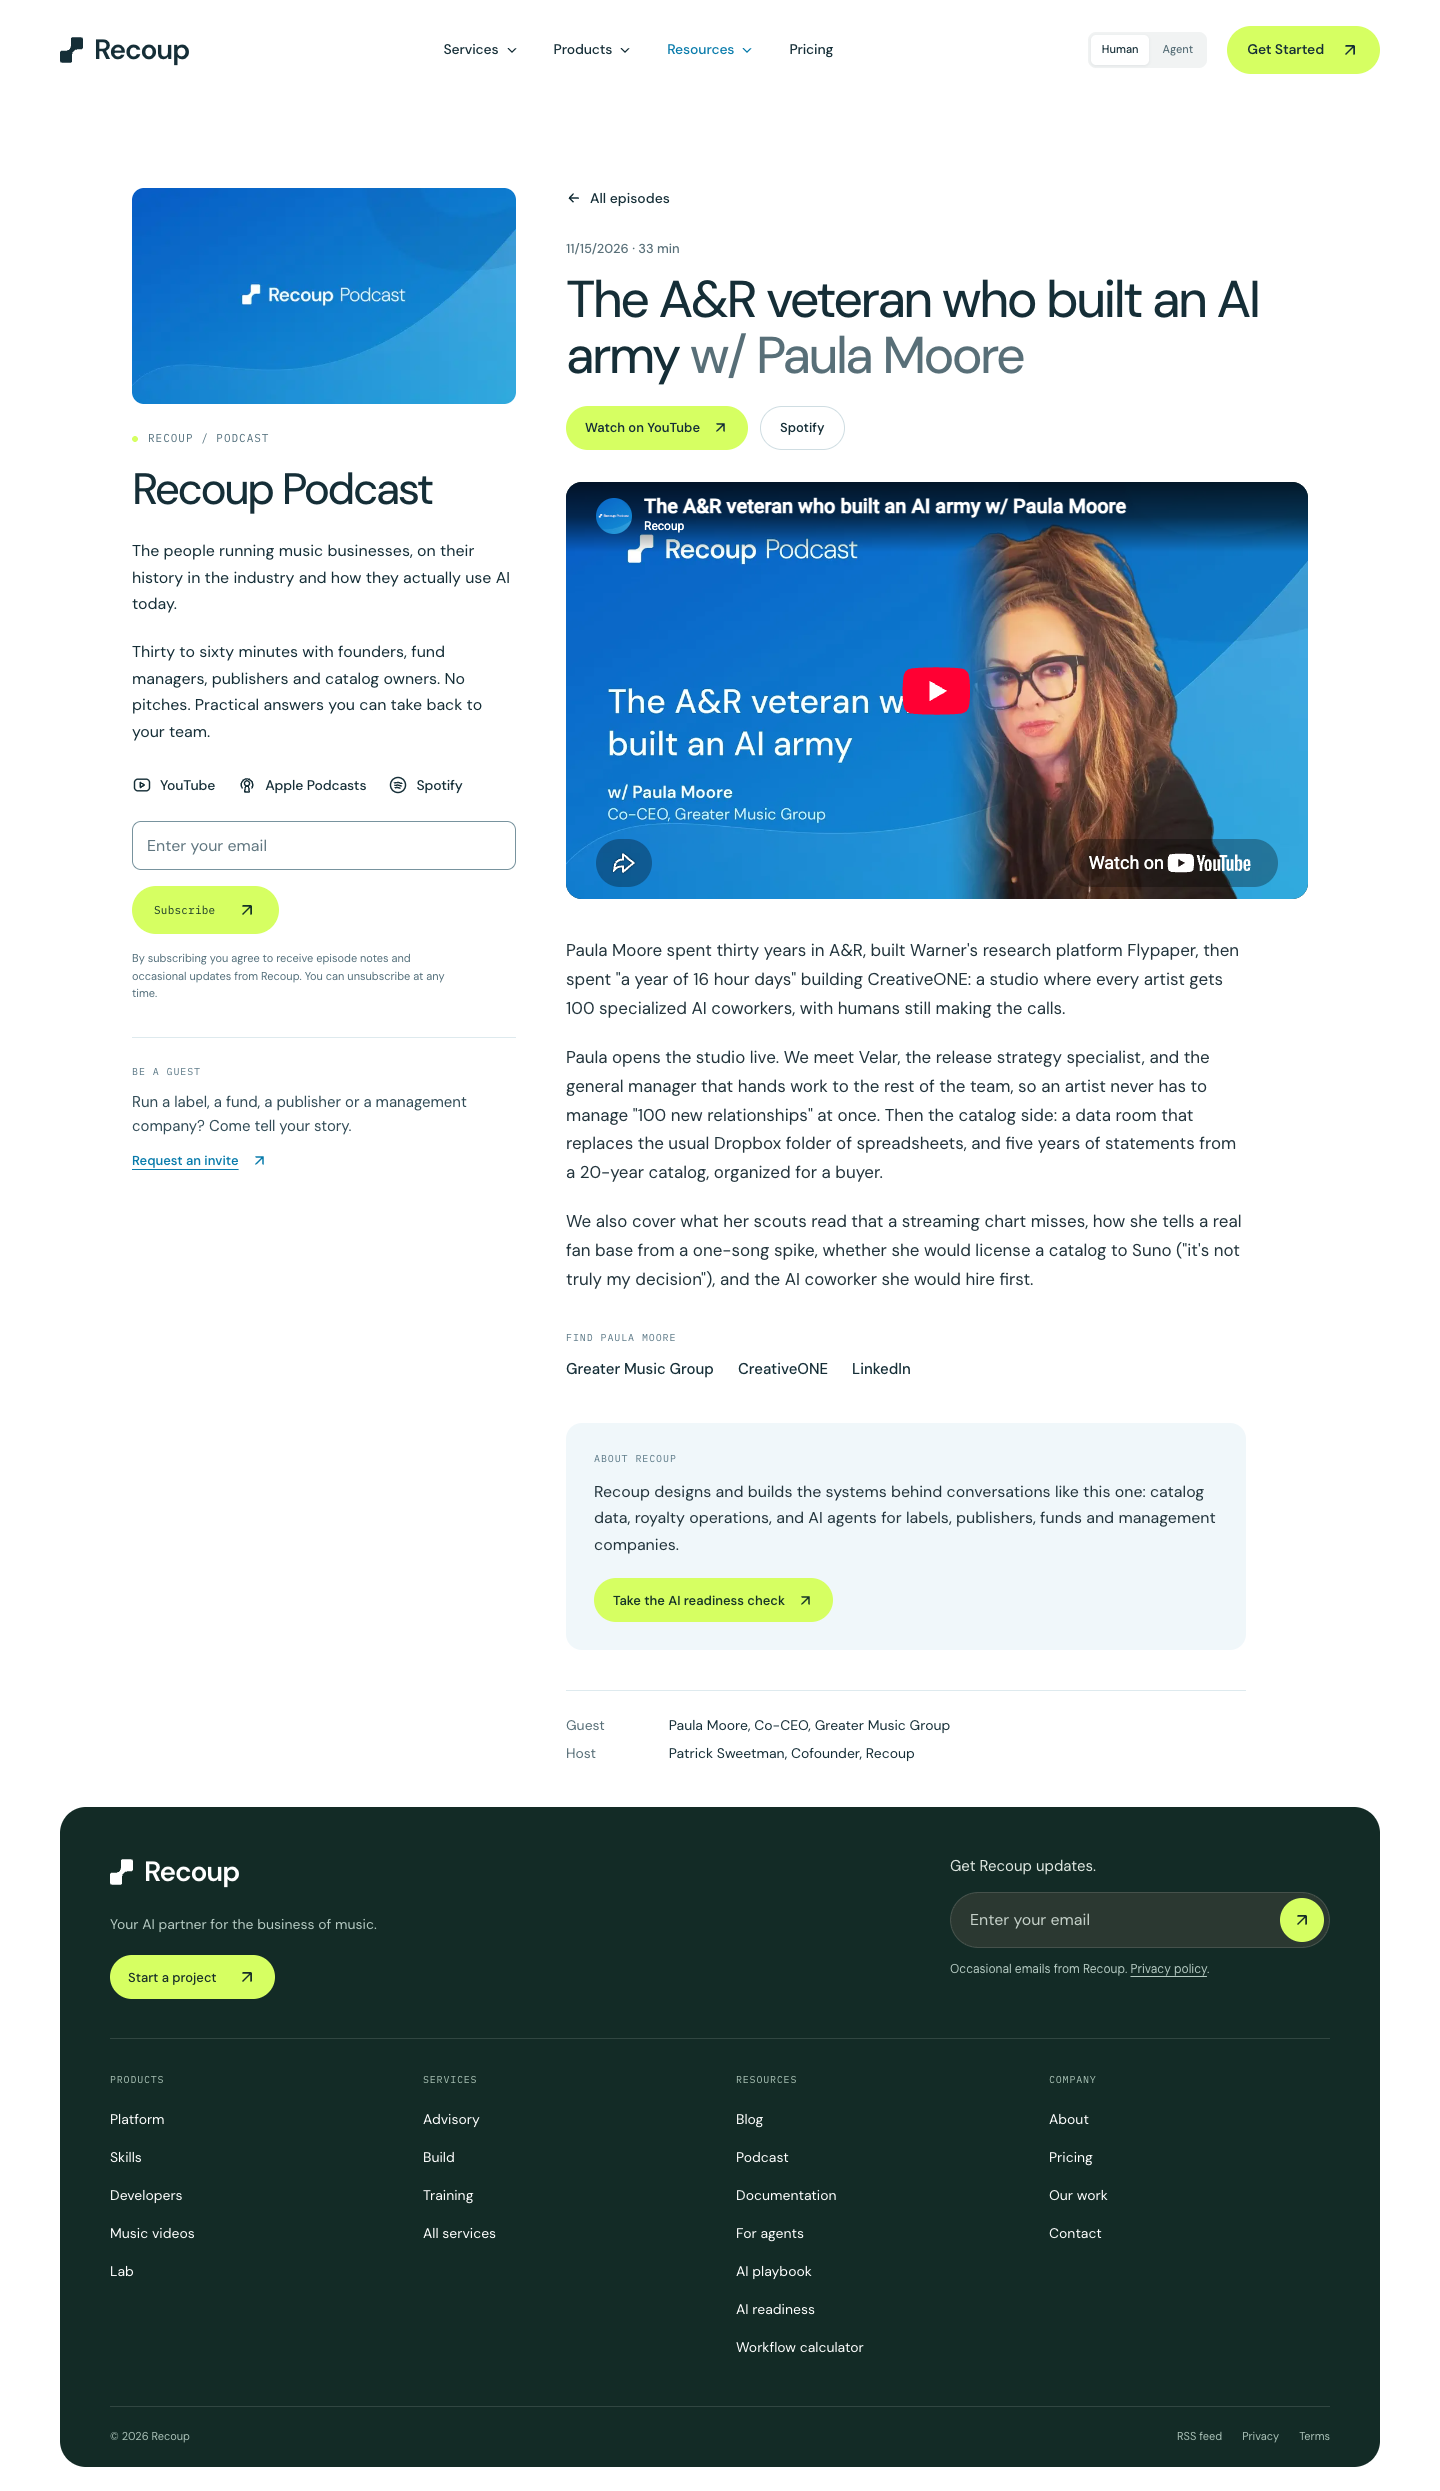 Recoup
Services
Products
Resources
Pricing
Human
Agent
Get Started
Recoup Podcast
RECOUP / PODCAST
Recoup Podcast
The people running music businesses, on their
history in the industry and how they actually use AI
today.
Thirty to sixty minutes with founders, fund
managers, publishers and catalog owners. No
pitches. Practical answers you can take back to
your team.
YouTube
Apple Podcasts
Spotify
Enter your email
Subscribe
By subscribing you agree to receive episode notes and
occasional updates from Recoup. You can unsubscribe at any
time.
BE A GUEST
Run a label, a fund, a publisher or a management
company? Come tell your story.
Request an invite
All episodes
11/15/2026 · 33 min
The A&R veteran who built an AI
army w/ Paula Moore
Watch on YouTube
Spotify
The A&R veteran who built an AI army w/ Paula Moore
Recoup
Recoup Podcast
The A&R veteran
built an AI army
w/ Paula Moore
Co-CEO, Greater Music Group
Watch on YouTube
Paula Moore spent thirty years in A&R, built Warner's research platform Flypaper, then
spent "a year of 16 hour days" building CreativeONE: a studio where every artist gets
100 specialized AI coworkers, with humans still making the calls.
Paula opens the studio live. We meet Velar, the release strategy specialist, and the
general manager that hands work to the rest of the team, so an artist never has to
manage "100 new relationships" at once. Then the catalog side: a data room that
replaces the usual Dropbox folder of spreadsheets, and five years of statements from
a 20-year catalog, organized for a buyer.
We also cover what her scouts read that a streaming chart misses, how she tells a real
fan base from a one-song spike, whether she would license a catalog to Suno ("it's not
truly my decision"), and the AI coworker she would hire first.
FIND PAULA MOORE
Greater Music Group
CreativeONE
LinkedIn
ABOUT RECOUP
Recoup designs and builds the systems behind conversations like this one: catalog
data, royalty operations, and AI agents for labels, publishers, funds and management
companies.
Take the AI readiness check
Guest
Paula Moore, Co-CEO, Greater Music Group
Host
Patrick Sweetman, Cofounder, Recoup
Recoup
Your AI partner for the business of music.
Start a project
Get Recoup updates.
Enter your email
Occasional emails from Recoup. Privacy policy.
PRODUCTS
Platform
Skills
Developers
Music videos
Lab
SERVICES
Advisory
Build
Training
All services
RESOURCES
Blog
Podcast
Documentation
For agents
AI playbook
AI readiness
Workflow calculator
COMPANY
About
Pricing
Our work
Contact
© 2026 Recoup
RSS feed
Privacy
Terms